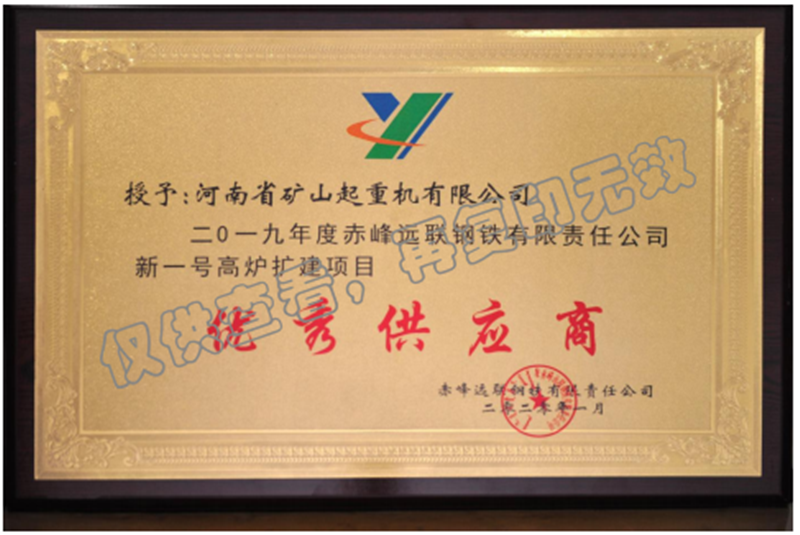 授予:河南省矿山起重机有限公司
二0一九年度赤峰远联钢铁有限责任公司
新一号高炉扩建项目
优秀供应商
赤峰远联钢铁有限责任公司
二零二零年一月
仅供查看，再复印无效